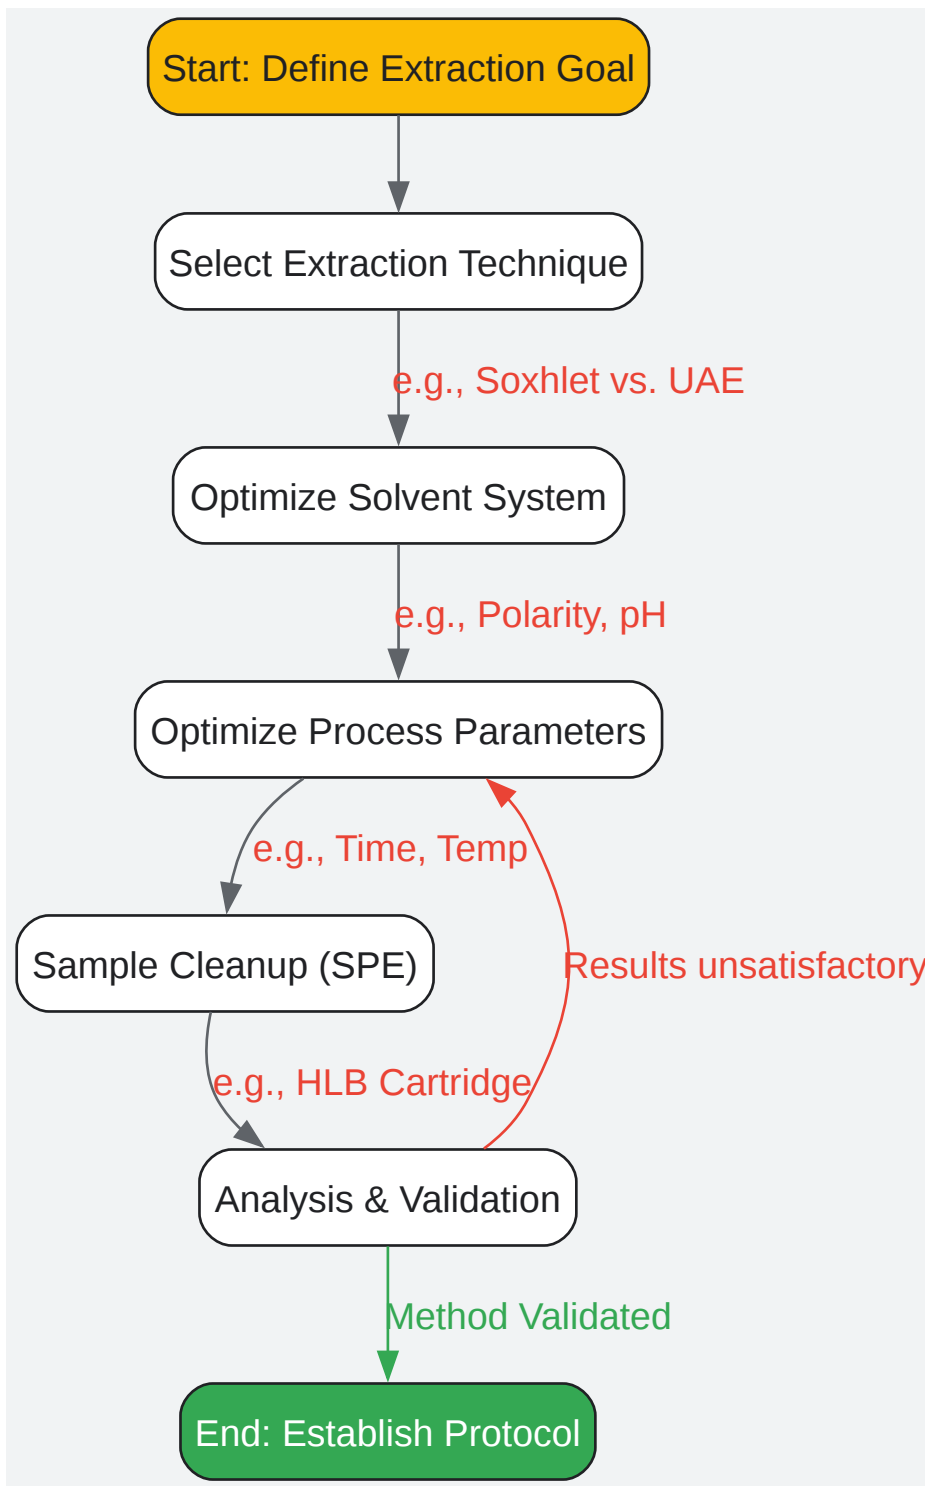 Start: Define Extraction Goal
Select Extraction Technique
e.g., Soxhlet vs. UAE
Optimize Solvent System
e.g., Polarity, pH
Optimize Process Parameters
e.g., Time, Temp
Sample Cleanup (SPE)
Results unsatisfactory
e.g., HLB Cartridge
Analysis & Validation
Method Validated
End: Establish Protocol